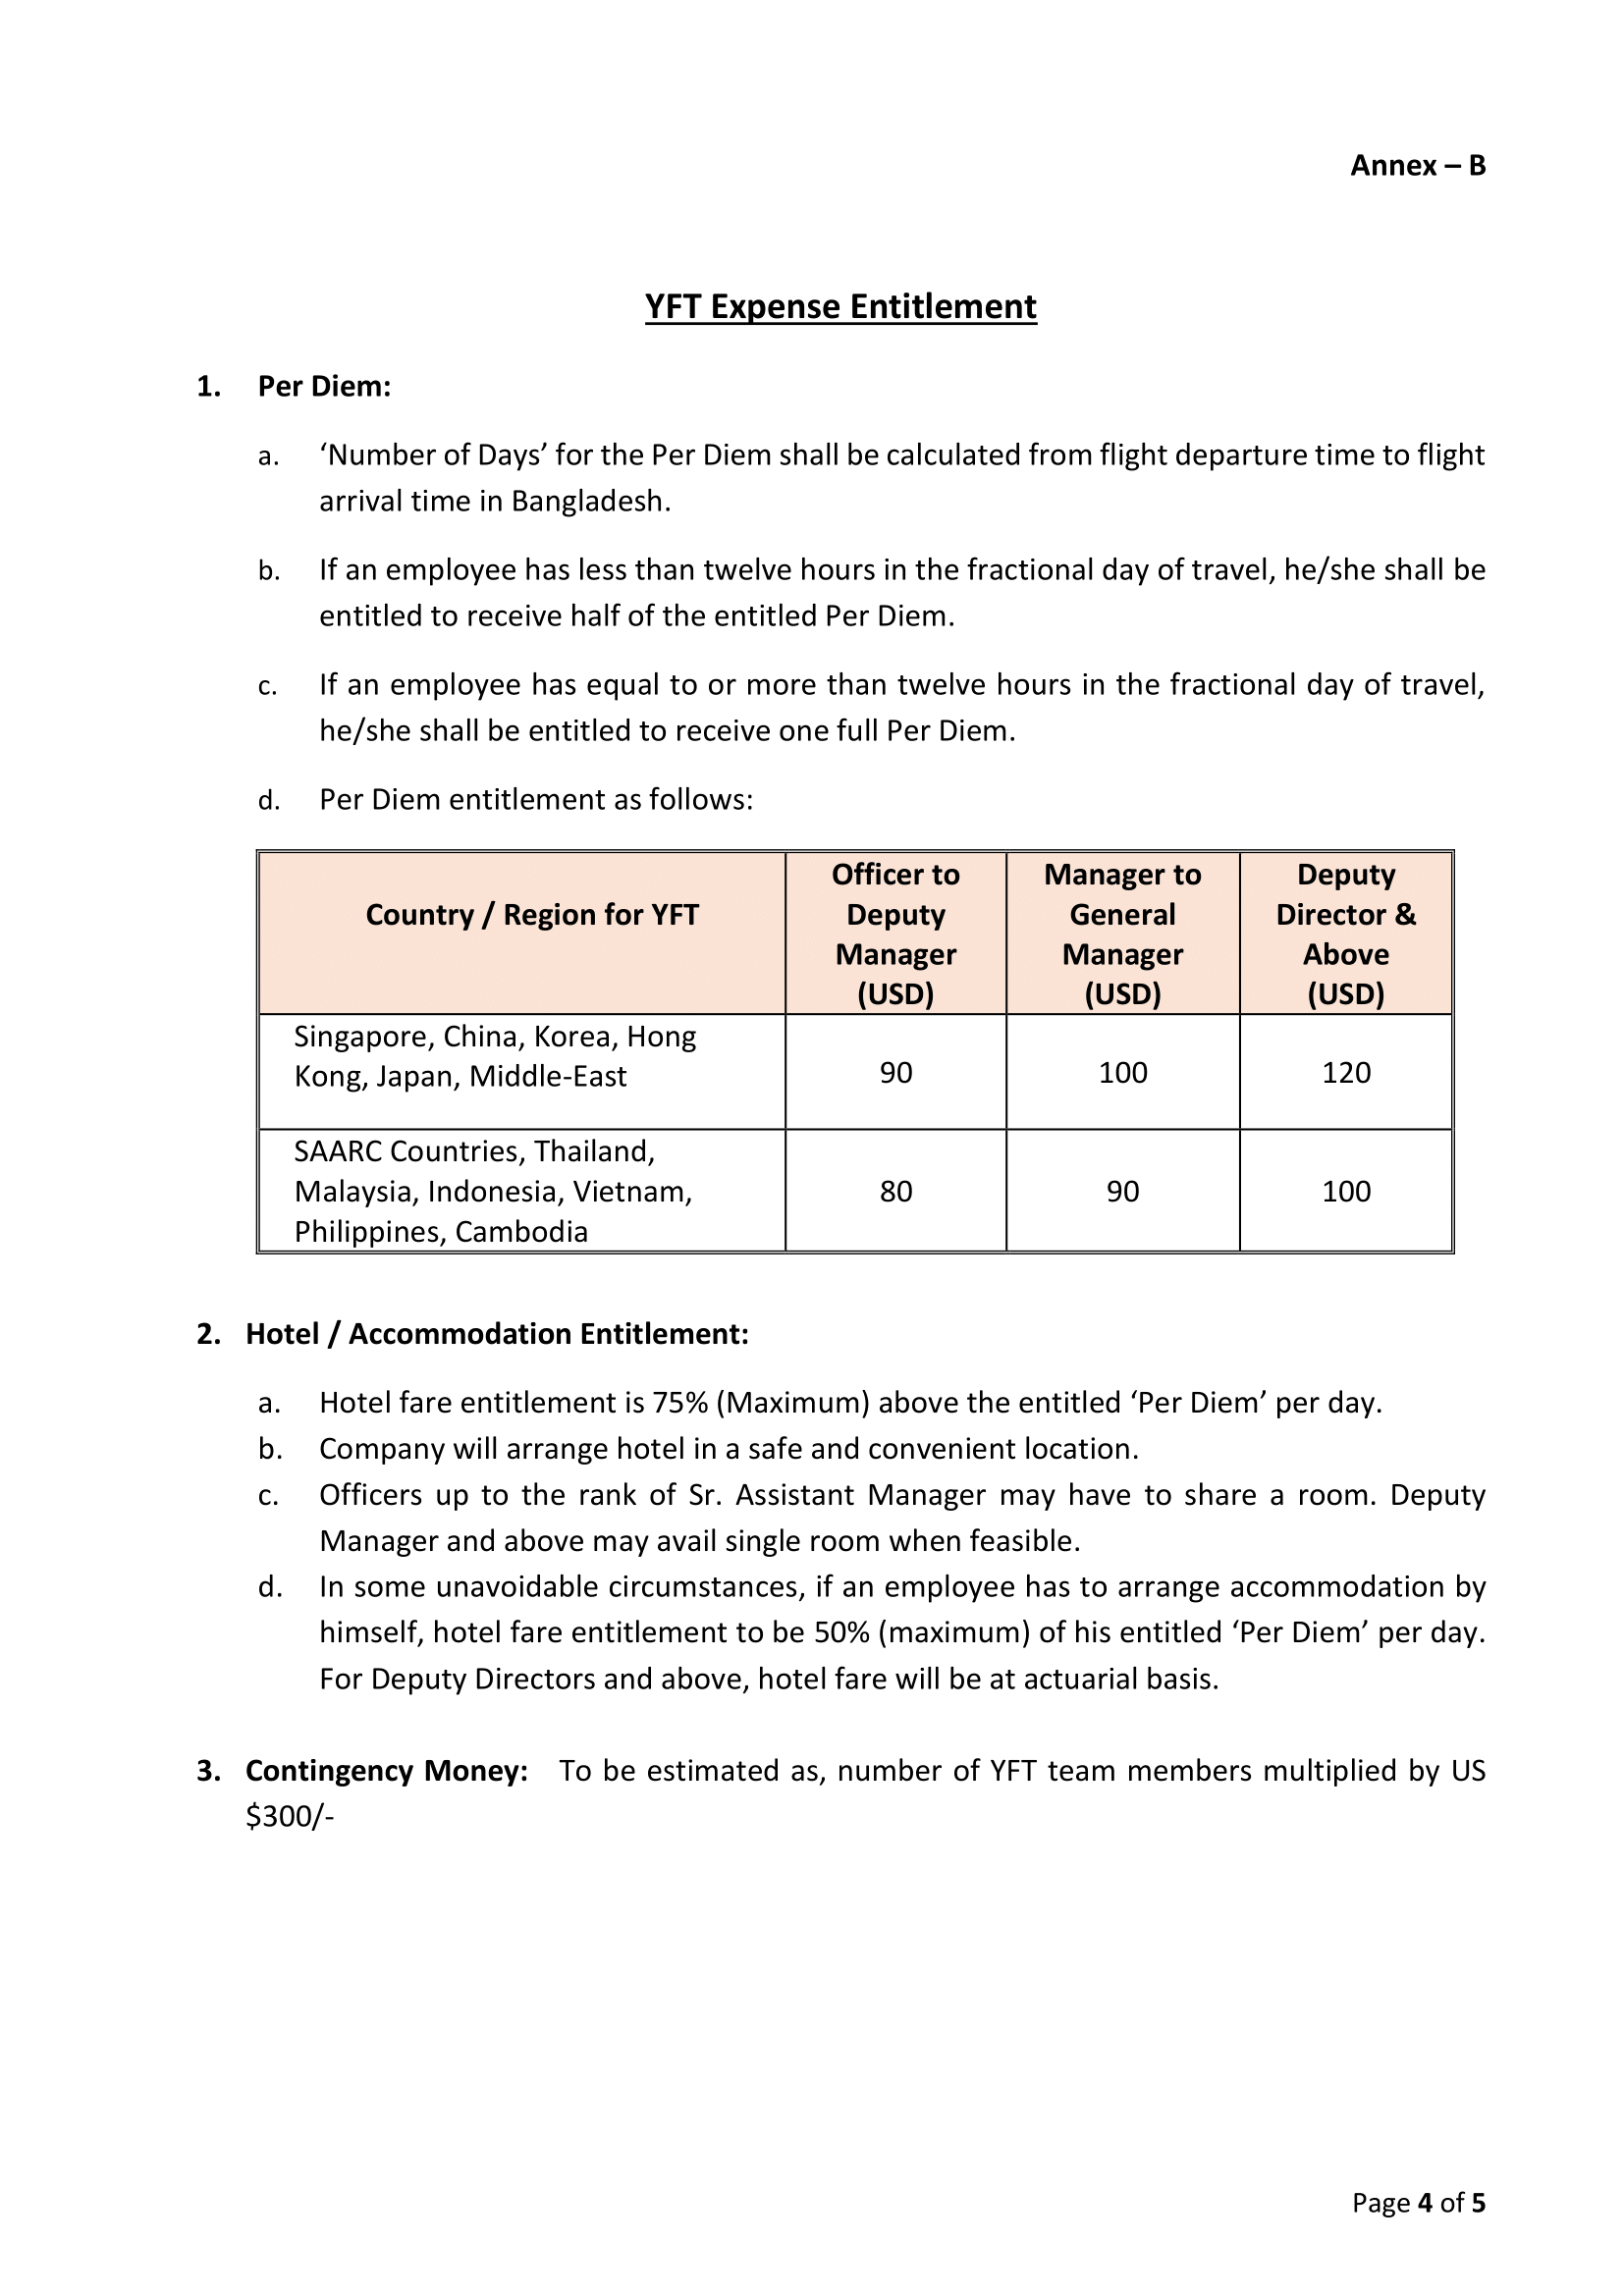 Annex – B
YFT Expense Entitlement
1. Per Diem:
a. ‘Number of Days’ for the Per Diem shall be calculated from flight departure time to flight
arrival time in Bangladesh.
b. If an employee has less than twelve hours in the fractional day of travel, he/she shall be
entitled to receive half of the entitled Per Diem.
c. If an employee has equal to or more than twelve hours in the fractional day of travel,
he/she shall be entitled to receive one full Per Diem.
d. Per Diem entitlement as follows:
Country / Region for YFT
Officer to
Deputy
Manager
(USD)
Manager to
General
Manager
(USD)
Deputy
Director &
Above
(USD)
Singapore, China, Korea, Hong
Kong, Japan, Middle-East
90
100
120
SAARC Countries, Thailand,
Malaysia, Indonesia, Vietnam,
Philippines, Cambodia
80
90
100
2. Hotel / Accommodation Entitlement:
a. Hotel fare entitlement is 75% (Maximum) above the entitled ‘Per Diem’ per day.
b. Company will arrange hotel in a safe and convenient location.
c. Officers up to the rank of Sr. Assistant Manager may have to share a room. Deputy
Manager and above may avail single room when feasible.
d. In some unavoidable circumstances, if an employee has to arrange accommodation by
himself, hotel fare entitlement to be 50% (maximum) of his entitled ‘Per Diem’ per day.
For Deputy Directors and above, hotel fare will be at actuarial basis.
3. Contingency Money: To be estimated as, number of YFT team members multiplied by US
$300/-
Page 4 of 5